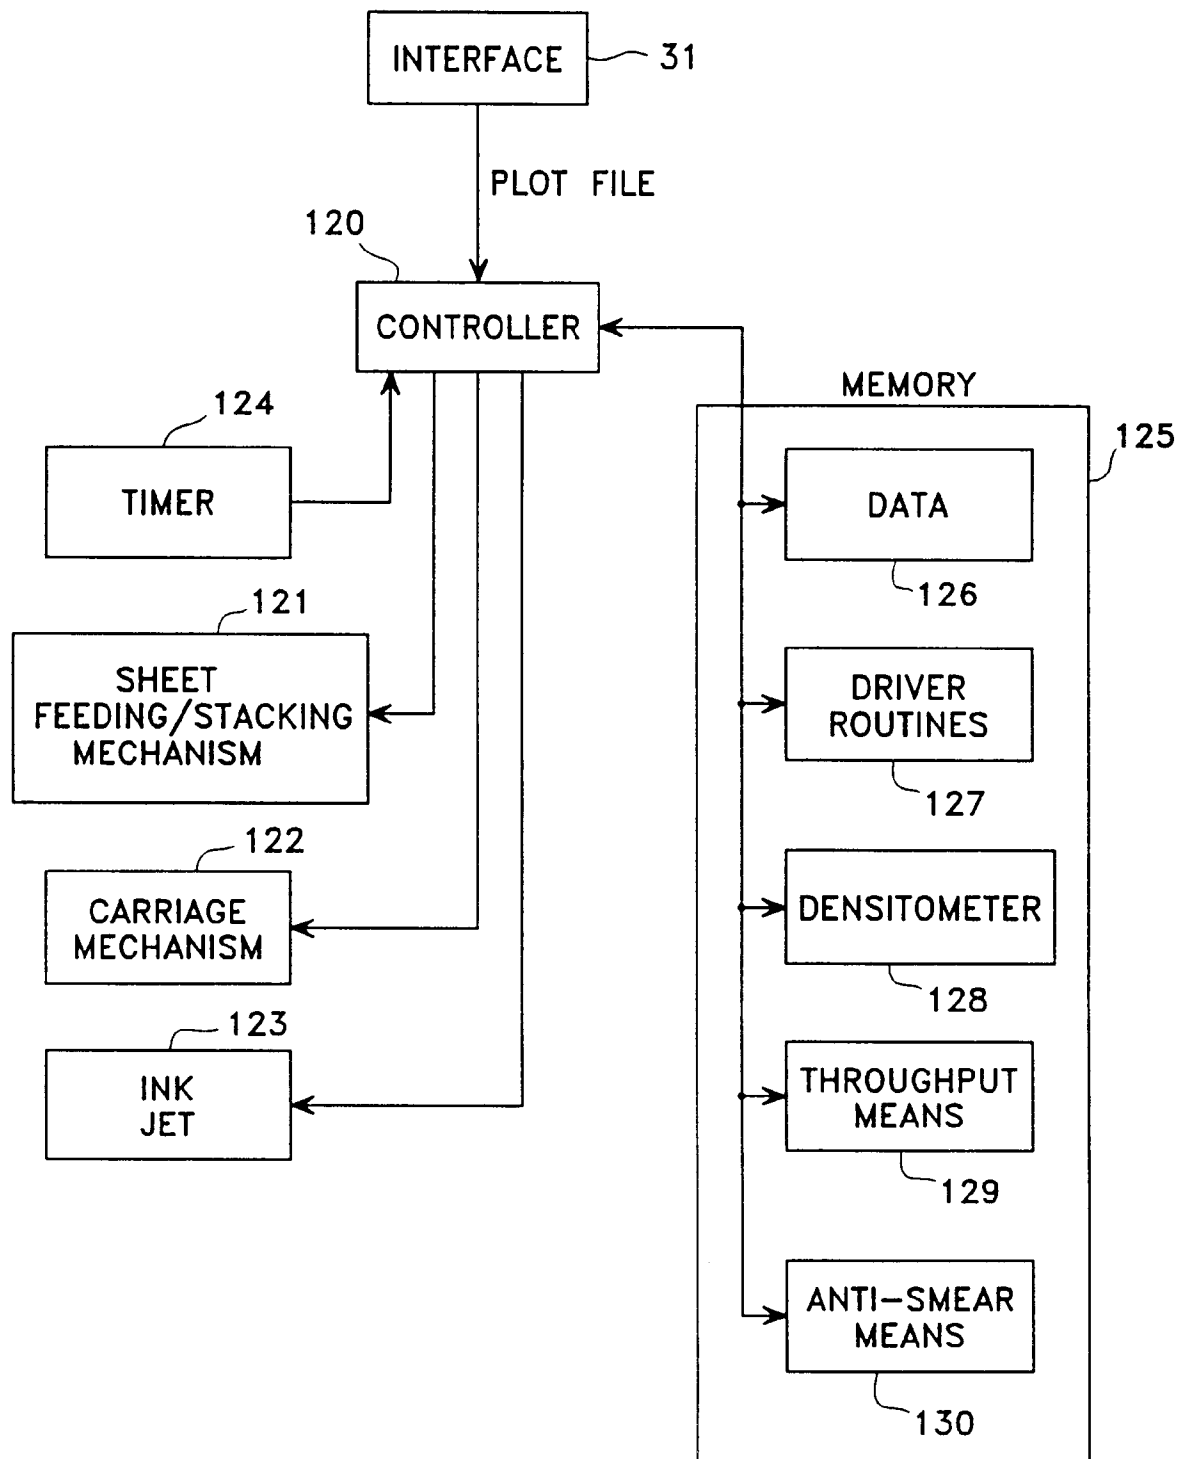 INTERFACE
31
PLOT FILE
120
CONTROLLER
MEMORY
124
125
TIMER
DATA
126
121
SHEET
FEEDING/STACKING
MECHANISM
DRIVER
ROUTINES
127
122
CARRIAGE
MECHANISM
DENSITOMETER
128
123
INK
JET
THROUGHPUT
MEANS
129
ANTI-SMEAR
MEANS
130